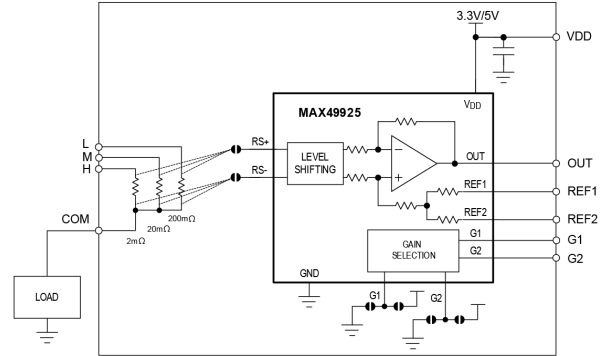 3.3V/5V
VDD
MAX49925
VDD
L
M
H
RS+
RS-
LEVEL
SHIFTING
−
+
OUT
OUT
REF1
REF1
REF2
REF2
COM
2mΩ
20mΩ
200mΩ
GAIN
SELECTION
G1
G1
G2
G2
GND
G1
G2
LOAD